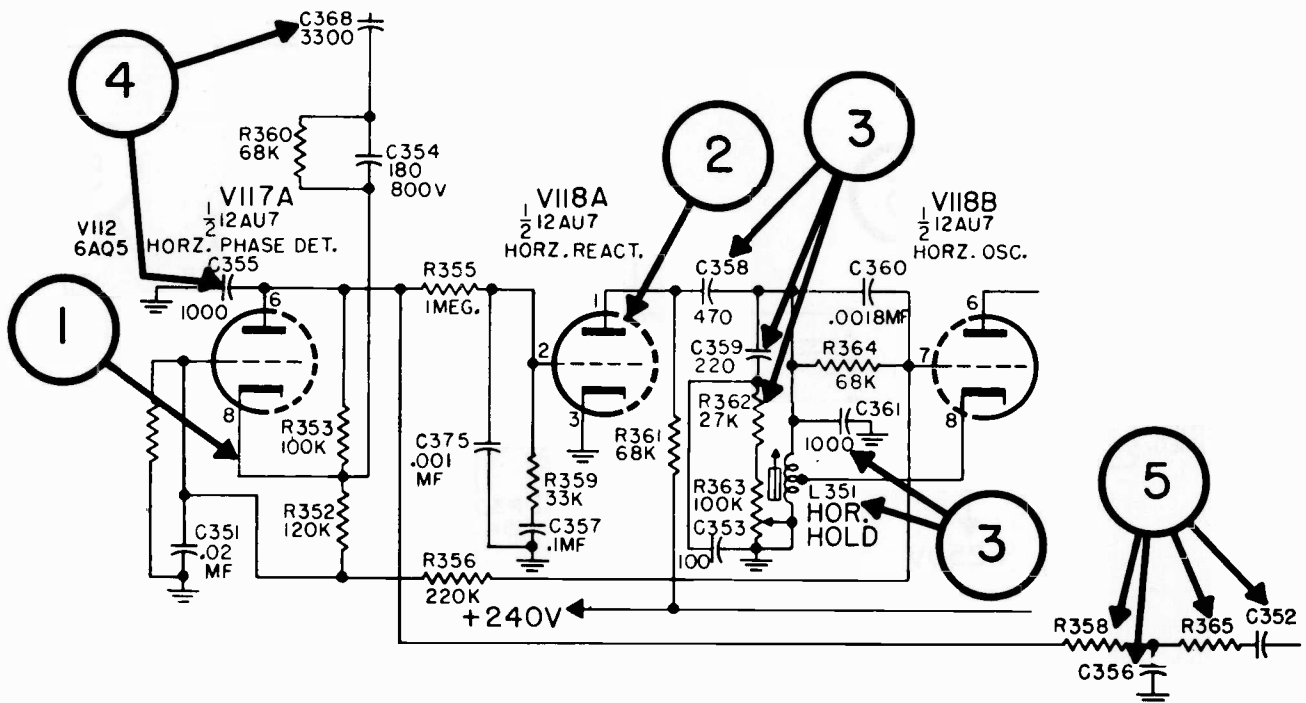 C368
3300
4
R360
68K
C354
180
800V
2
3
V112
6AQ5
V117A
1/2 12AU7
HORZ. PHASE DET.
V118A
1/2 12AU7
HORZ. REACT.
V118B
1/2 12AU7
HORZ. OSC.
C355
1000
6
8
1
R355
1MEG.
2
1
3
C358
470
C360
.0018MF
6
7
8
C359
220
R364
68K
R353
100K
C375
.001
MF
R361
68K
R362
27K
C361
1000
R359
33K
R363
100K
L351
HOR.
HOLD
3
5
C351
.02
MF
R352
120K
C357
.1MF
C353
100
R356
220K
+240V
R358
R365
C352
C356